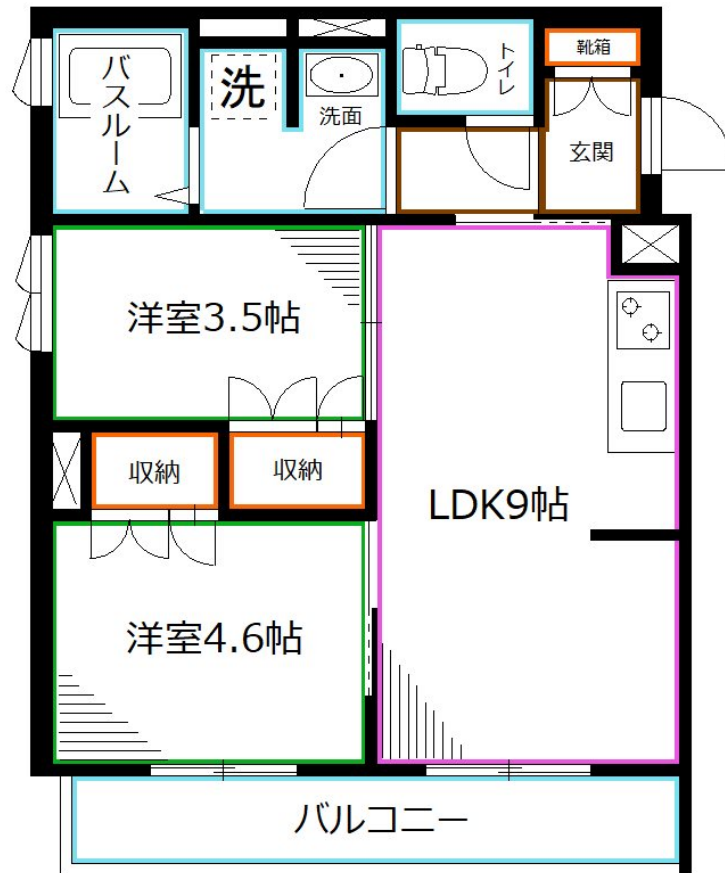 バスルーム
洗
洗面
トイレ
靴箱
玄関
洋室3.5帖
収納
収納
LDK9帖
洋室4.6帖
バルコニー